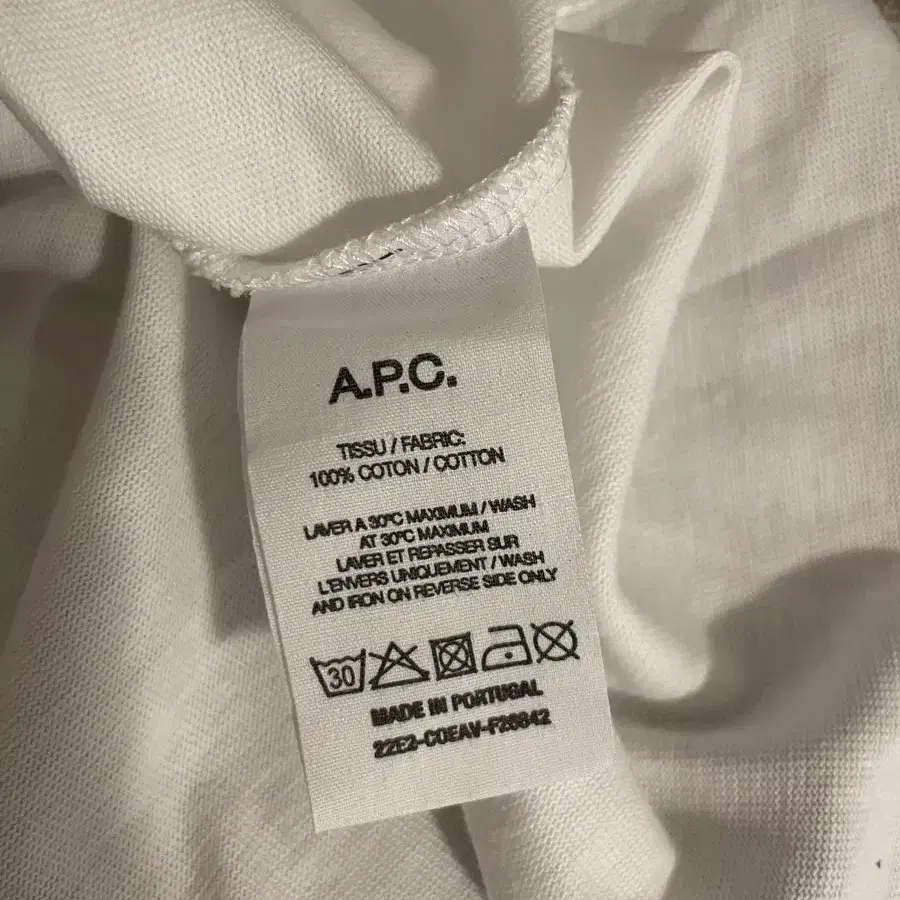 A.P.C.
TISSU / FABRIC:
100% COTON / COTTON
LAVER A 30°C MAXIMUM / WASH
AT 30°C MAXIMUM
LAVER ET REPASSER SUR
L'ENVERS UNIQUEMENT / WASH
AND IRON ON REVERSE SIDE ONLY
30
MADE IN PORTUGAL
22E2-COEAV-F26842